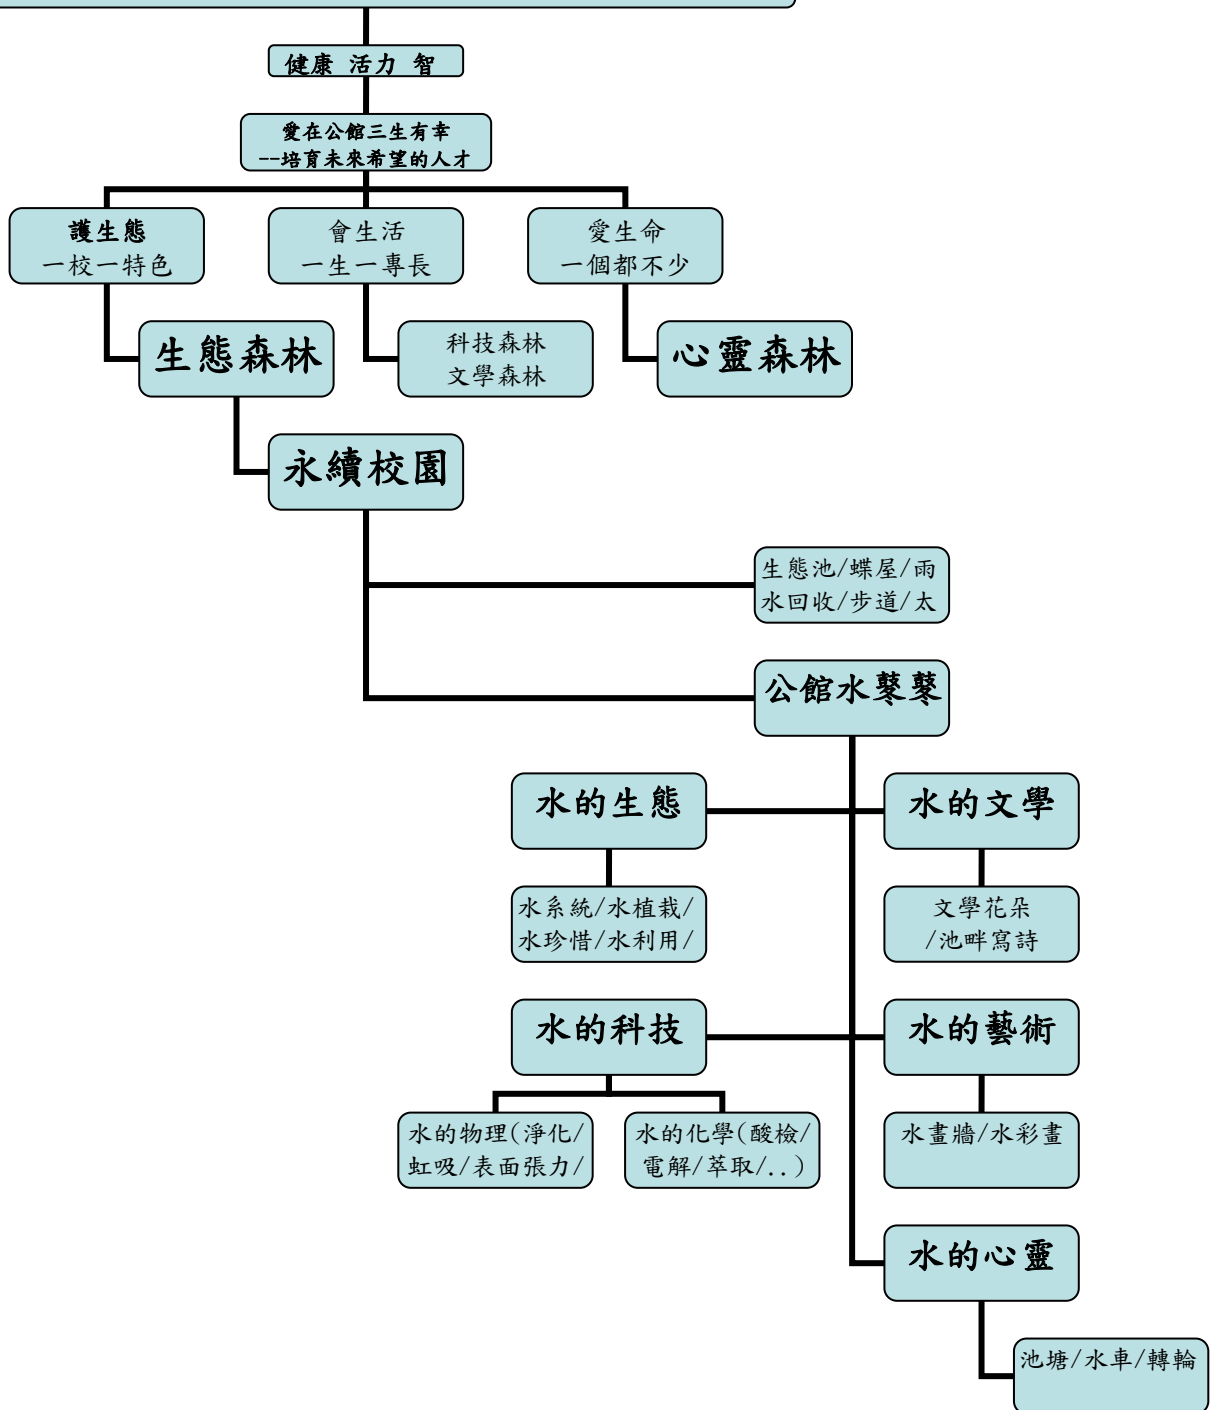 健康 活力 智
愛在公館三生有幸
--培育未來希望的人才
護生態
一校一特色
會生活
一生一專長
愛生命
一個都不少
生態森林
科技森林
文學森林
心靈森林
永續校園
生態池/蝶屋/雨
水回收/步道/太
公館水鼕鼕
水的生態
水的文學
水系統/水植栽/
水珍惜/水利用/
文學花朵
/池畔寫詩
水的科技
水的藝術
水的物理(淨化/
虹吸/表面張力/
水的化學(酸檢/
電解/萃取/..)
水畫牆/水彩畫
水的心靈
池塘/水車/轉輪